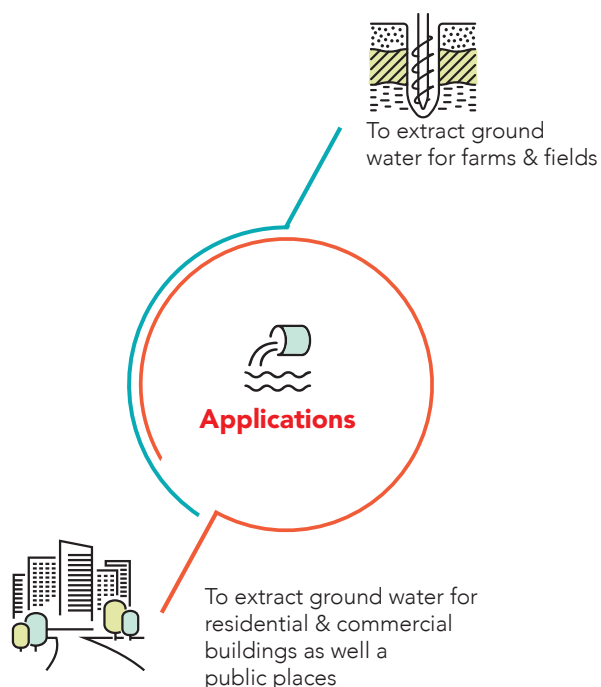 To extract ground
water for farms & fields
Applications
To extract ground water for
residential & commercial
buildings as well a
public places